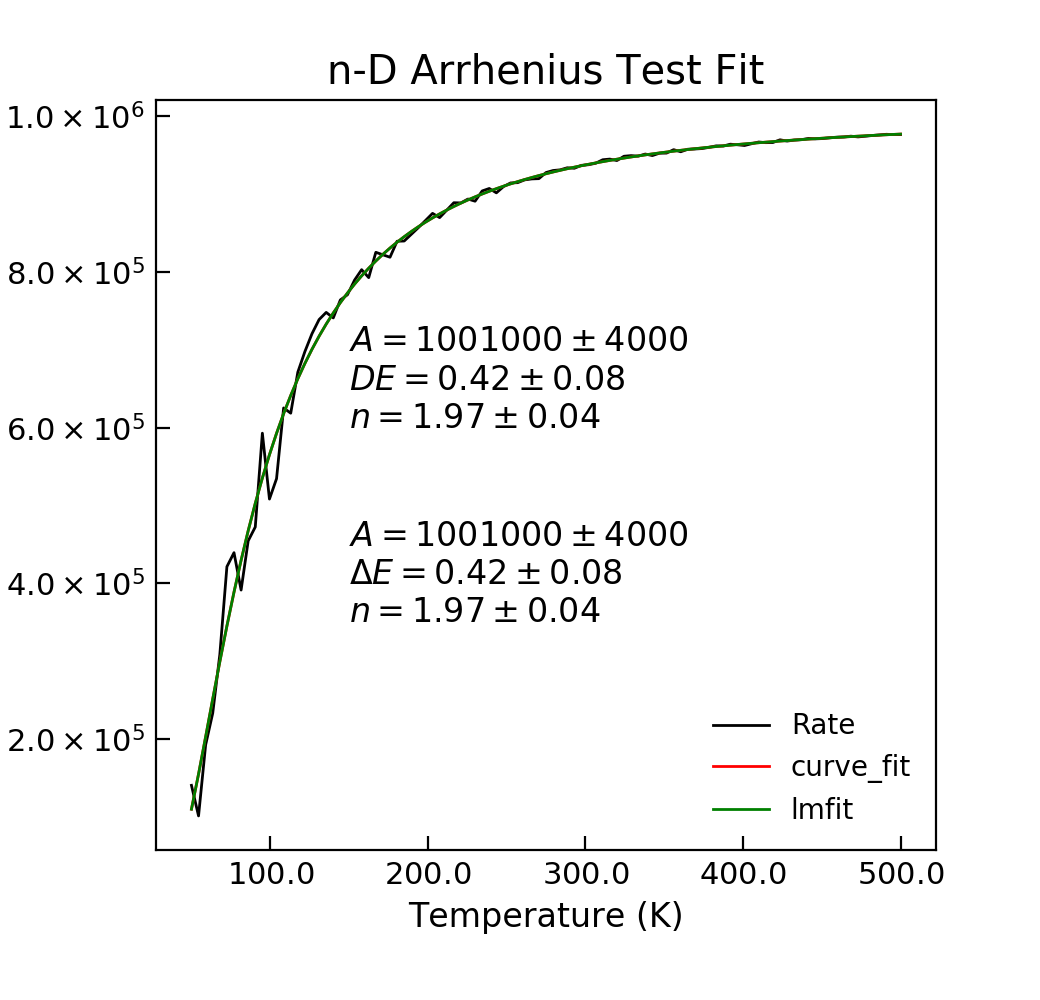 n-D Arrhenius Test Fit
1.0 × 10⁶
8.0 × 10⁵
6.0 × 10⁵
4.0 × 10⁵
2.0 × 10⁵
A = 1001000 ± 4000
DE = 0.42 ± 0.08
n = 1.97 ± 0.04
A = 1001000 ± 4000
ΔE = 0.42 ± 0.08
n = 1.97 ± 0.04
Rate
curve_fit
lmfit
100.0 200.0 300.0 400.0 500.0
Temperature (K)